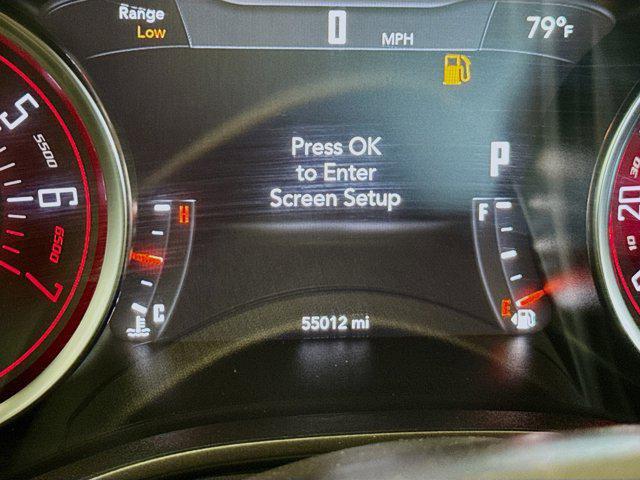 Range
Low
0
MPH
79°F
Press OK
to Enter
Screen Setup
P
5
5500
6
6500
7
H
C
F
E
55012 mi
30
20
10